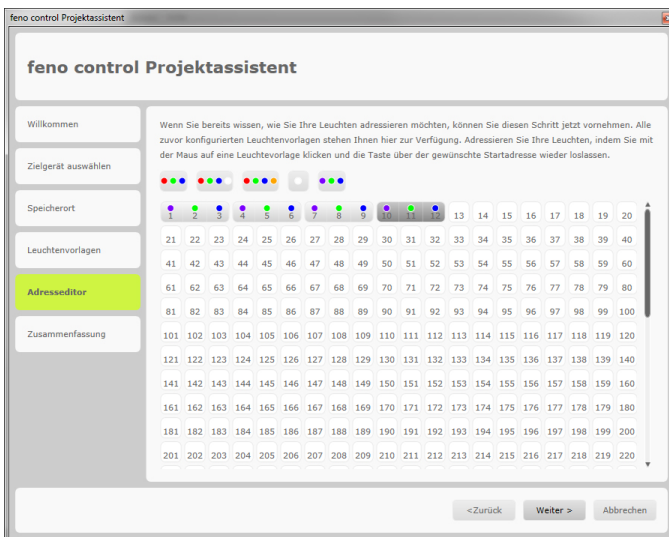 feno control Projektassistent
feno control Projektassistent
Willkommen
Zielgerät auswählen
Speicherort
Leuchtenvorlagen
Adresseditor
Zusammenfassung
Wenn Sie bereits wissen, wie Sie Ihre Leuchten adressieren möchten, können Sie diesen Schritt jetzt vornehmen. Alle
zuvor konfigurierten Leuchtenvorlagen stehen Ihnen hier zur Verfügung. Adressieren Sie Ihre Leuchten, indem Sie mit
der Maus auf eine Leuchtevorlage klicken und die Taste über der gewünschte Startadresse wieder loslassen.
1 2 3 4 5 6 7 8 9 10 11 12 13 14 15 16 17 18 19 20
21 22 23 24 25 26 27 28 29 30 31 32 33 34 35 36 37 38 39 40
41 42 43 44 45 46 47 48 49 50 51 52 53 54 55 56 57 58 59 60
61 62 63 64 65 66 67 68 69 70 71 72 73 74 75 76 77 78 79 80
81 82 83 84 85 86 87 88 89 90 91 92 93 94 95 96 97 98 99 100
101 102 103 104 105 106 107 108 109 110 111 112 113 114 115 116 117 118 119 120
121 122 123 124 125 126 127 128 129 130 131 132 133 134 135 136 137 138 139 140
141 142 143 144 145 146 147 148 149 150 151 152 153 154 155 156 157 158 159 160
161 162 163 164 165 166 167 168 169 170 171 172 173 174 175 176 177 178 179 180
181 182 183 184 185 186 187 188 189 190 191 192 193 194 195 196 197 198 199 200
201 202 203 204 205 206 207 208 209 210 211 212 213 214 215 216 217 218 219 220
<Zurück Weiter > Abbrechen